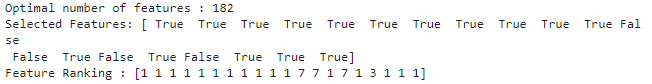 Optimal number of features : 182
Selected Features: [ True True True True True True True True True True True Fal
se
False True False True False True True True]
Feature Ranking : [1 1 1 1 1 1 1 1 1 1 1 7 7 1 7 1 3 1 1 1]